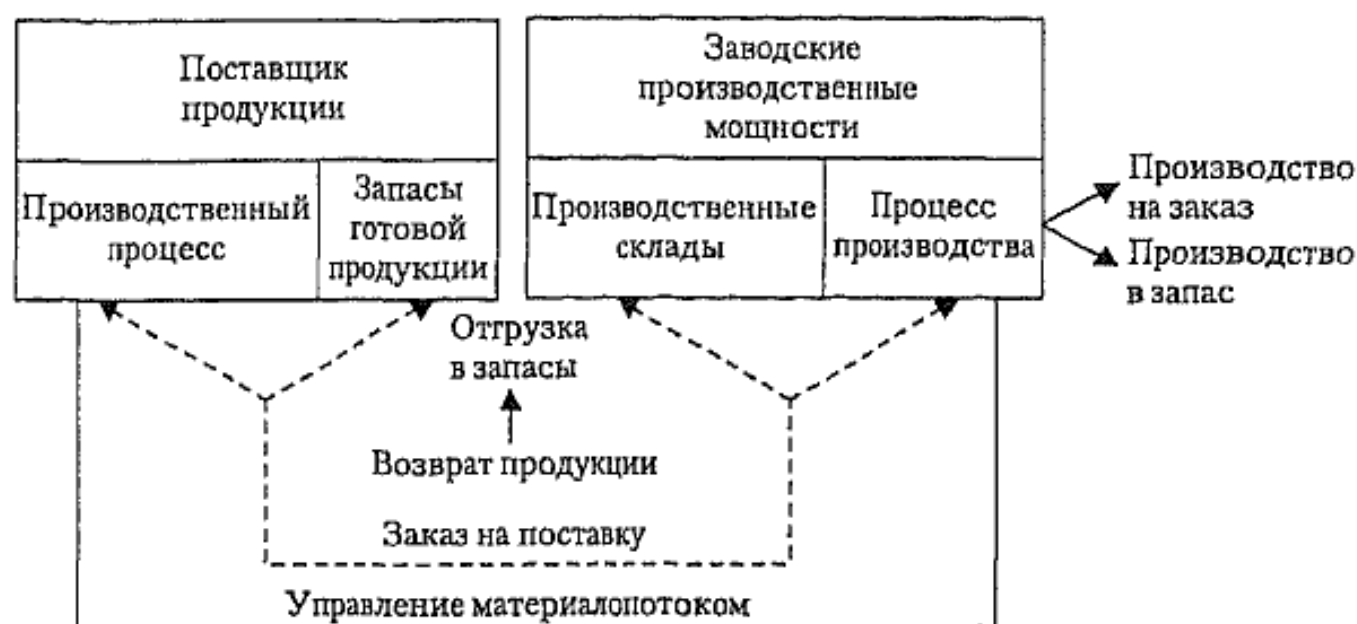 Поставщик
продукции
Производственный
процесс
Запасы
готовой
продукции
Заводские
производственные
мощности
Производственные
склады
Процесс
производства
Производство
на заказ
Производство
в запас
Отгрузка
в запасы
Возврат продукции
Заказ на поставку
Управление материалопотоком